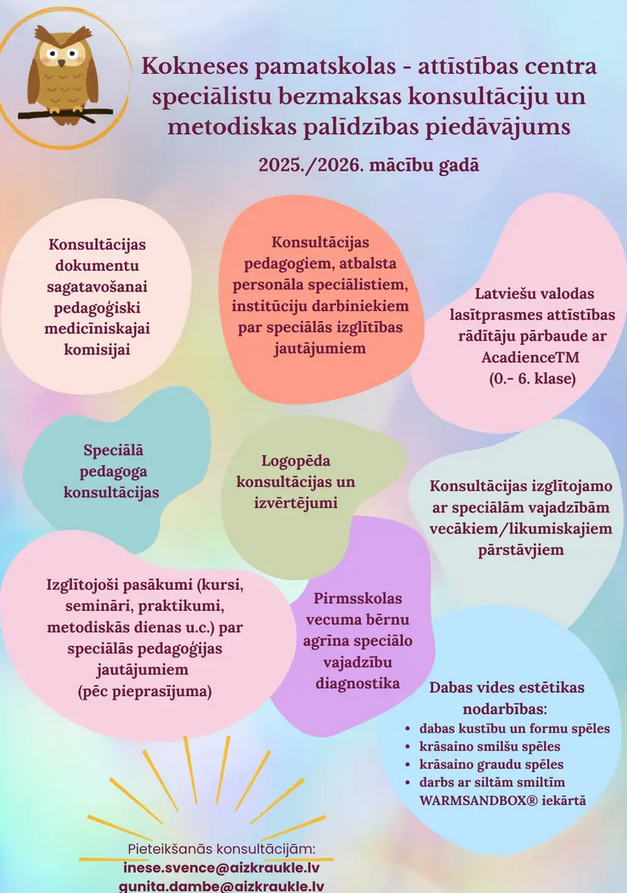 Kokneses pamatskolas - attīstības centra
speciālistu bezmaksas konsultāciju un
metodiskas palīdzības piedāvājums
2025./2026. mācību gadā
Konsultācijas
dokumentu
sagatavošanai
pedagoģiski
medicīniskajai
komisijai
Konsultācijas
pedagogiem, atbalsta
personāla speciālistiem,
institūciju darbiniekiem
par speciālās izglītības
jautājumiem
Latviešu valodas
lasītprasmes attīstības
rādītāju pārbaude ar
AcadienceTM
(0.- 6. klase)
Speciālā
pedagoga
konsultācijas
Logopēda
konsultācijas un
izvērtējumi
Konsultācijas izglītojamo
ar speciālām vajadzībām
vecākiem/likumiskajiem
pārstāvjiem
Izglītojoši pasākumi (kursi,
semināri, praktikumi,
metodiskās dienas u.c.) par
speciālās pedagoģijas
jautājumiem
(pēc pieprasījuma)
Pirmsskolas
vecuma bērnu
agrīna speciālo
vajadzību
diagnostika
Dabas vides estētikas
nodarbības:
• dabas kustību un formu spēles
• krāsaino smilšu spēles
• krāsaino graudu spēles
• darbs ar siltām smiltīm
WARMSANDBOX® iekārtā
Pieteikšanās konsultācijām:
inese.svence@aizkraukle.lv
gunita.dambe@aizkraukle.lv